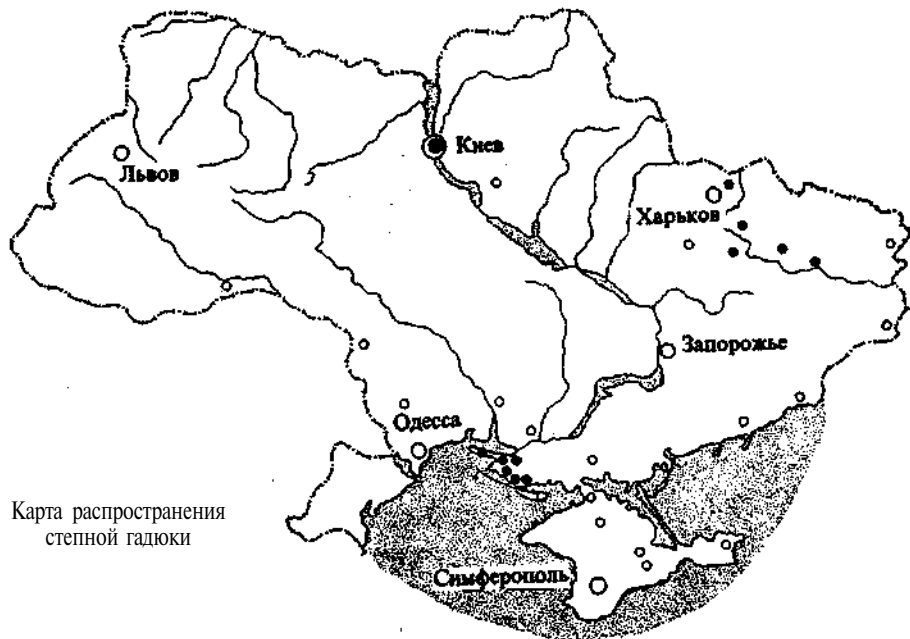 Киев
Львов
Харьков
Запорожье
Одесса
Карта распространения
степной гадюки
Симферополь